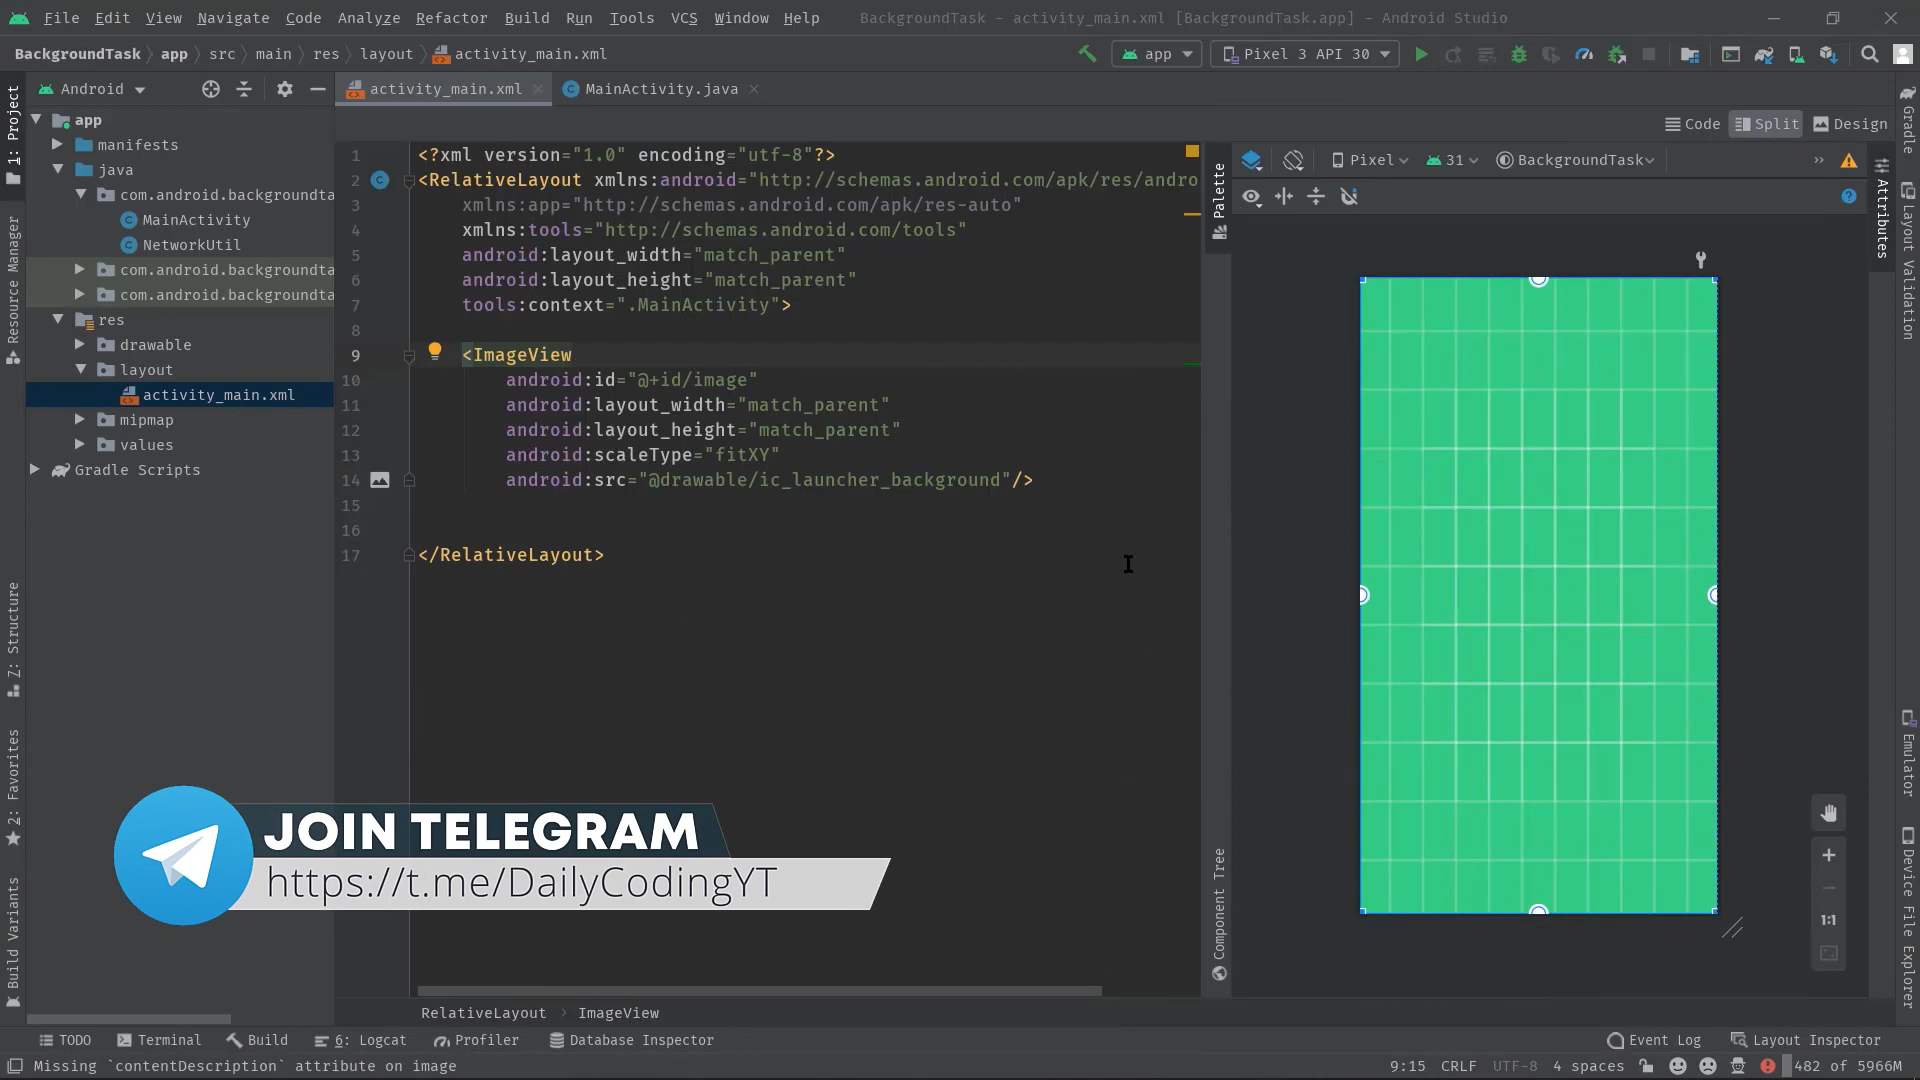 File Edit View Navigate Code Analyze Refactor Build Run Tools VCS Window Help BackgroundTask - activity_main.xml [BackgroundTask.app] - Android Studio
BackgroundTask app src main res layout activity_main.xml app Pixel 3 API 30
Android activity_main.xml MainActivity.java
Code Split Design
app
manifests
java
com.android.backgroundta
MainActivity
NetworkUtil
com.android.backgroundta
com.android.backgroundta
res
drawable
layout
activity_main.xml
mipmap
values
Gradle Scripts
1: Project
Resource Manager
Z: Structure
2: Favorites
Build Variants
1 <?xml version="1.0" encoding="utf-8"?>
2 <RelativeLayout xmlns:android="http://schemas.android.com/apk/res/andro
3 xmlns:app="http://schemas.android.com/apk/res-auto"
4 xmlns:tools="http://schemas.android.com/tools"
5 android:layout_width="match_parent"
6 android:layout_height="match_parent"
7 tools:context=".MainActivity">
8
9 <ImageView
10 android:id="@+id/image"
11 android:layout_width="match_parent"
12 android:layout_height="match_parent"
13 android:scaleType="fitXY"
14 android:src="@drawable/ic_launcher_background"/>
15
16
17 </RelativeLayout>
Palette
Component Tree
Pixel 31 BackgroundTask
1:1
Attributes
Gradle
Layout Validation
Emulator
Device File Explorer
JOIN TELEGRAM
https://t.me/DailyCodingYT
RelativeLayout ImageView
TODO Terminal Build 6: Logcat Profiler Database Inspector Event Log Layout Inspector
Missing `contentDescription` attribute on image 9:15 CRLF UTF-8 4 spaces 482 of 5966M